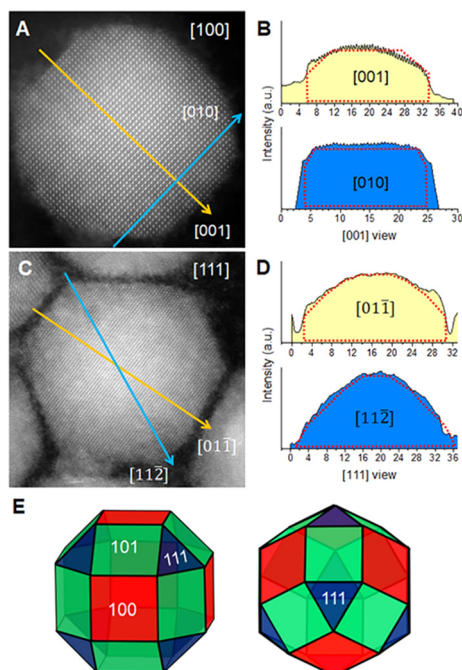 A
[100]
[010]
[001]
B
[001]
0 4 8 12 16 20 24 28 32 36 40
[010]
0 5 10 15 20 25 30
[001] view
Intensity (a.u.)
C
[111]
[011̄]
[112̄]
D
[011̄]
0 4 8 12 16 20 24 28 32
[112̄]
0 4 8 12 16 20 24 28 32 36
[111] view
Intensity (a.u.)
E
101
111
100
111